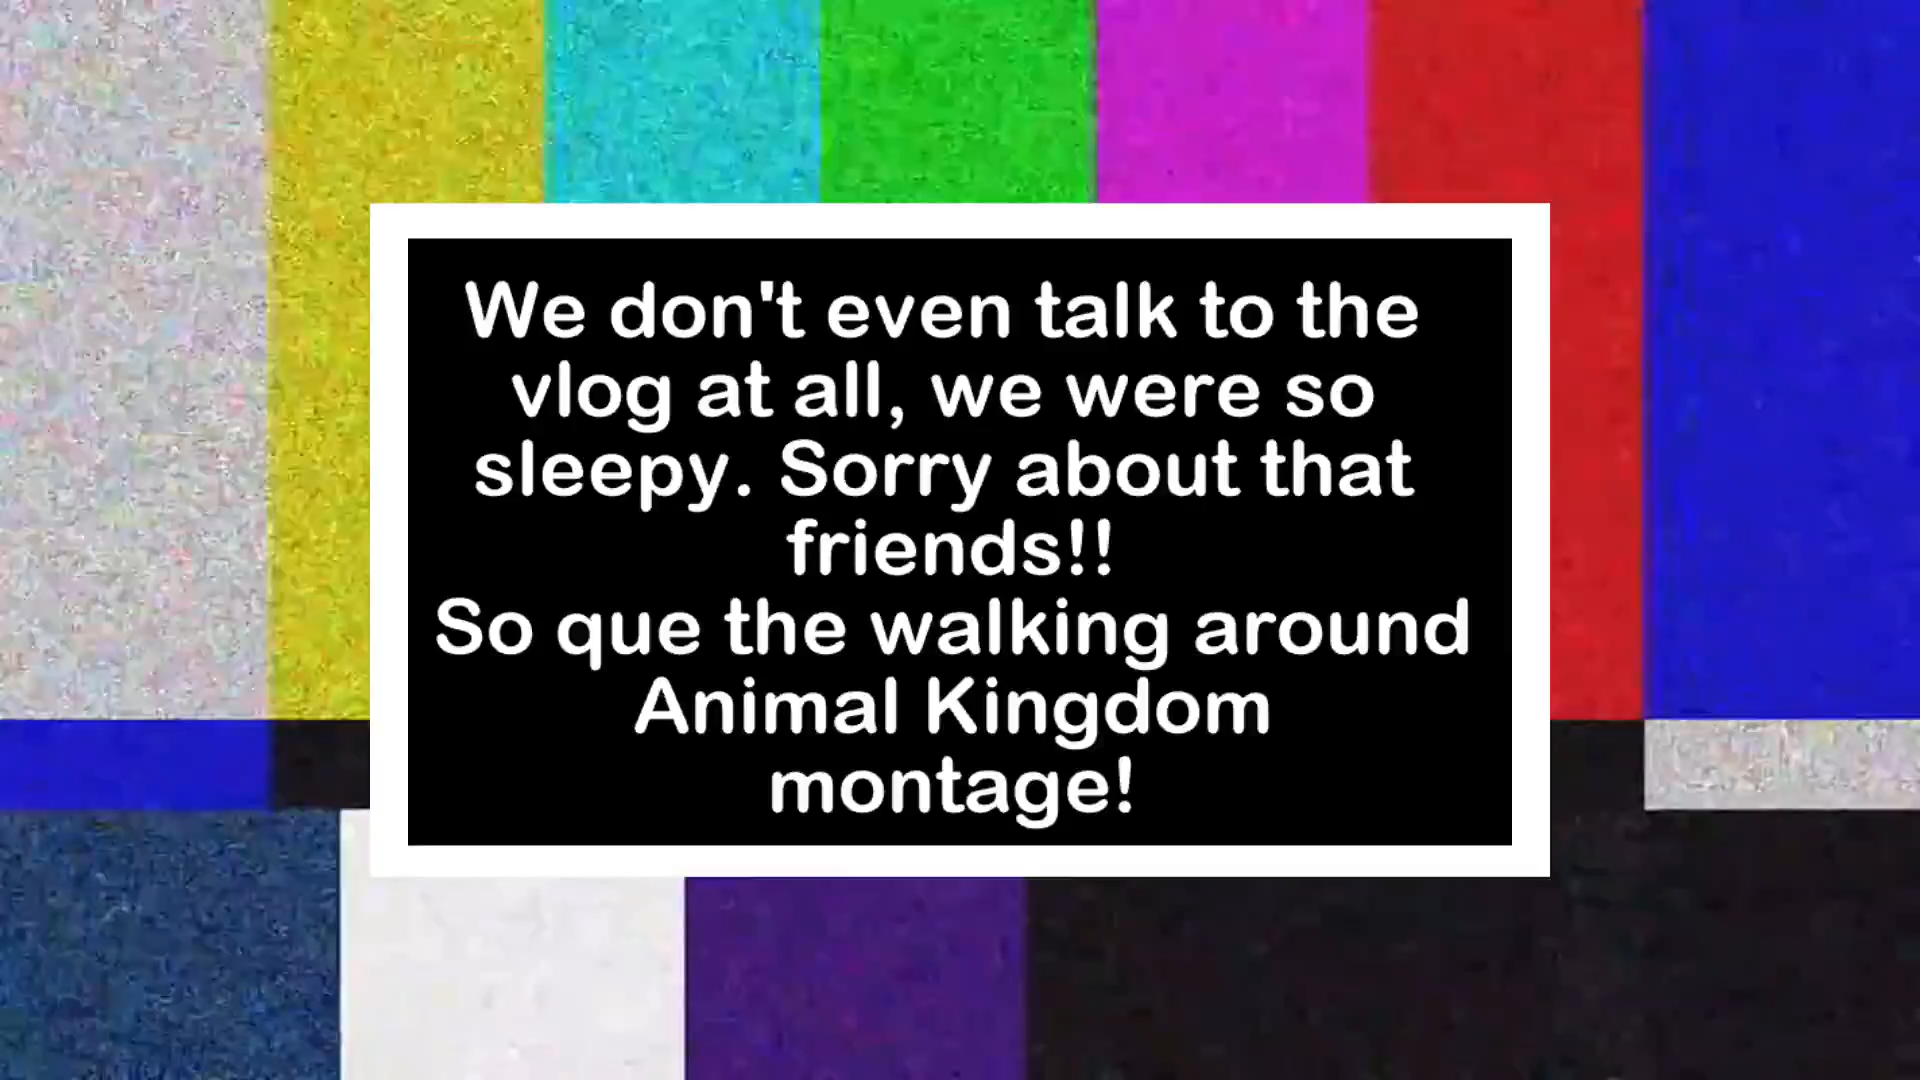 We don't even talk to the
vlog at all, we were so
sleepy. Sorry about that
friends!!
So que the walking around
Animal Kingdom
montage!